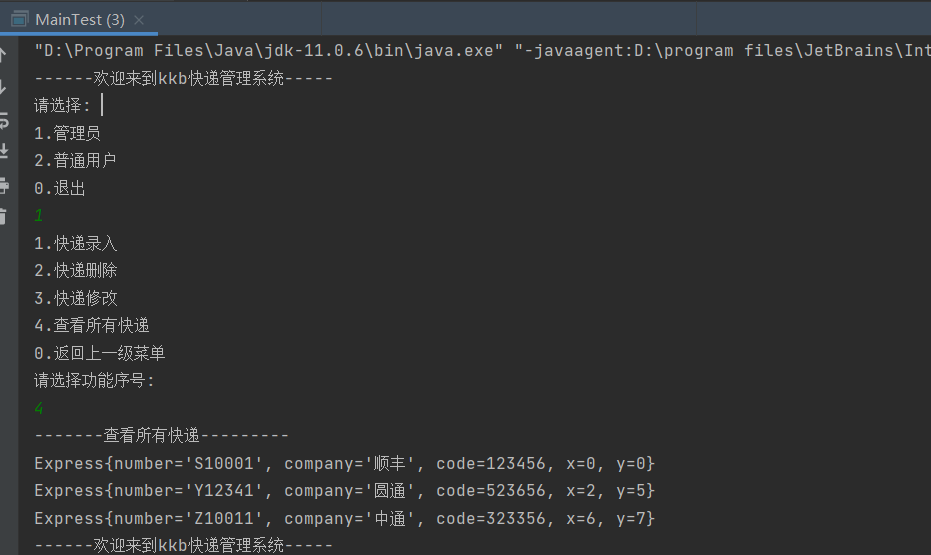 MainTest (3)
"D:\Program Files\Java\jdk-11.0.6\bin\java.exe" "-javaagent:D:\program files\JetBrains\Int
------欢迎来到kkb快递管理系统-----
请选择:
1.管理员
2.普通用户
0.退出
1
1.快递录入
2.快递删除
3.快递修改
4.查看所有快递
0.返回上一级菜单
请选择功能序号:
4
-------查看所有快递---------
Express{number='S10001', company='顺丰', code=123456, x=0, y=0}
Express{number='Y12341', company='圆通', code=523656, x=2, y=5}
Express{number='Z10011', company='中通', code=323356, x=6, y=7}
------欢迎来到kkb快递管理系统-----